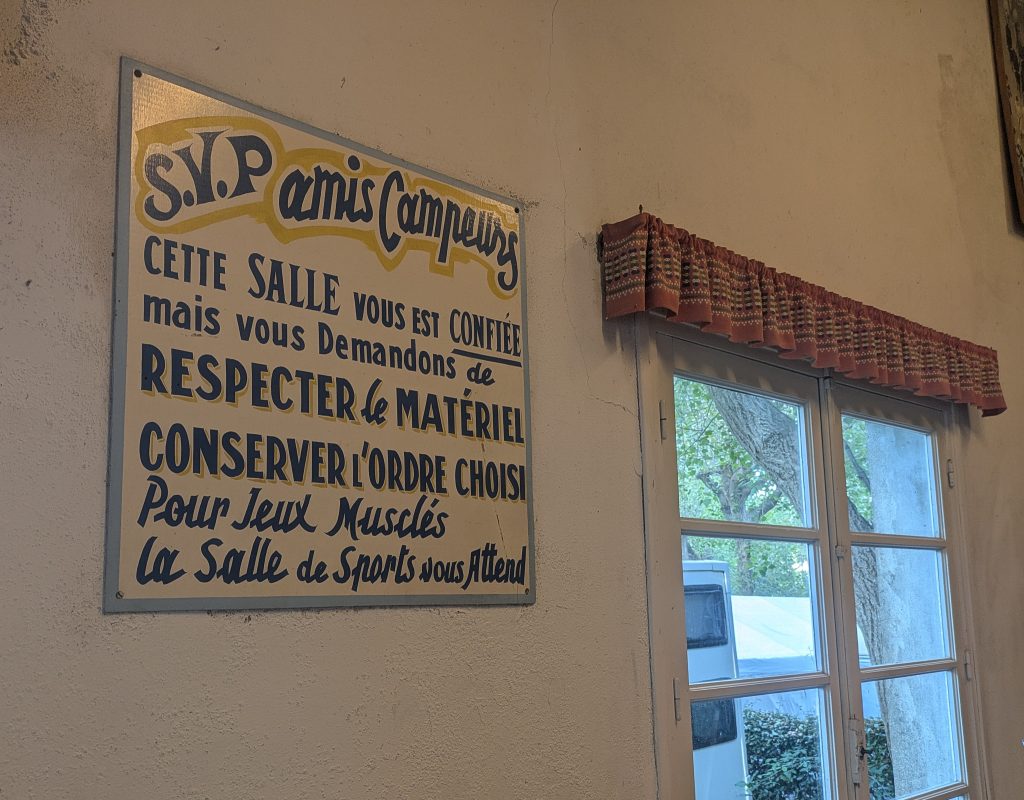 S.V.P amis Campeurs
CETTE SALLE VOUS EST CONFIÉE
mais vous Demandons de
RESPECTER le MATÉRIEL
CONSERVER L'ORDRE CHOISI
Pour Jeux Musclés
la Salle de Sports vous Attend